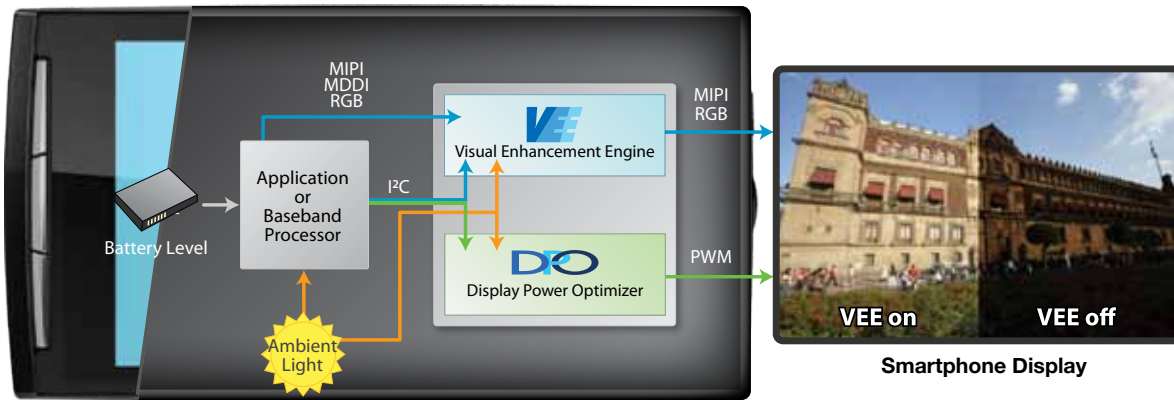 MIPI
MDDI
RGB
VEE
Visual Enhancement Engine
MIPI
RGB
Application
or
Baseband
Processor
I²C
Battery Level
DPO
Display Power Optimizer
PWM
Ambient
Light
VEE on
VEE off
Smartphone Display